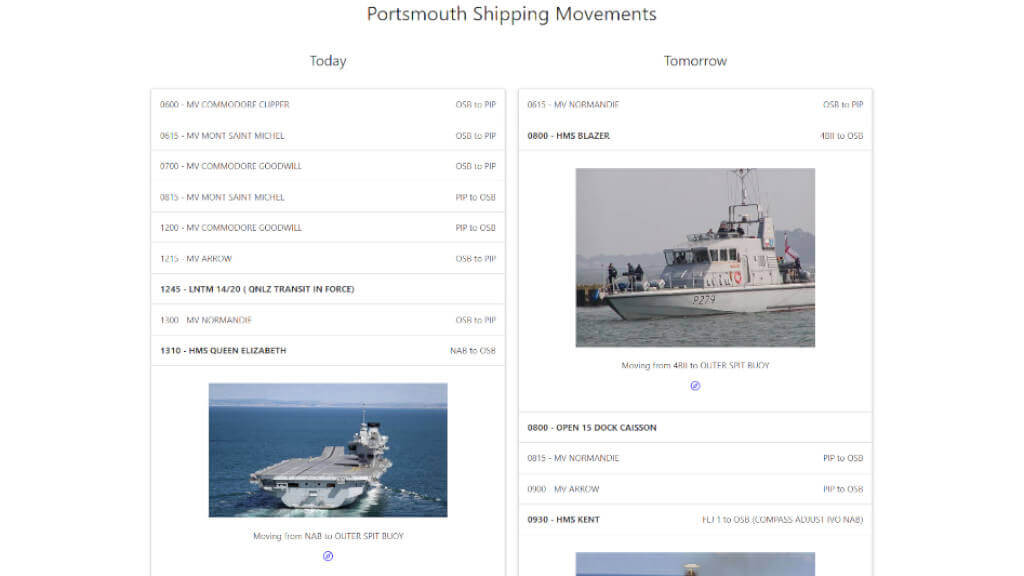 Portsmouth Shipping Movements
Today
0600 - MV COMMODORE CLIPPER OSB to PIP
0615 - MV MONT SAINT MICHEL OSB to PIP
0700 - MV COMMODORE GOODWILL OSB to PIP
0815 - MV MONT SAINT MICHEL PIP to OSB
1200 - MV COMMODORE GOODWILL PIP to OSB
1215 - MV ARROW OSB to PIP
1245 - LNTM 14/20 ( QNLZ TRANSIT IN FORCE)
1300 - MV NORMANDIE OSB to PIP
1310 - HMS QUEEN ELIZABETH NAB to OSB
Moving from NAB to OUTER SPIT BUOY
Tomorrow
0615 - MV NORMANDIE OSB to PIP
0800 - HMS BLAZER 4BII to OSB
P279
Moving from 4BII to OUTER SPIT BUOY
0800 - OPEN 15 DOCK CAISSON
0815 - MV NORMANDIE PIP to OSB
0900 - MV ARROW PIP to OSB
0930 - HMS KENT FLJ 1 to OSB (COMPASS ADJUST IVO NAB)